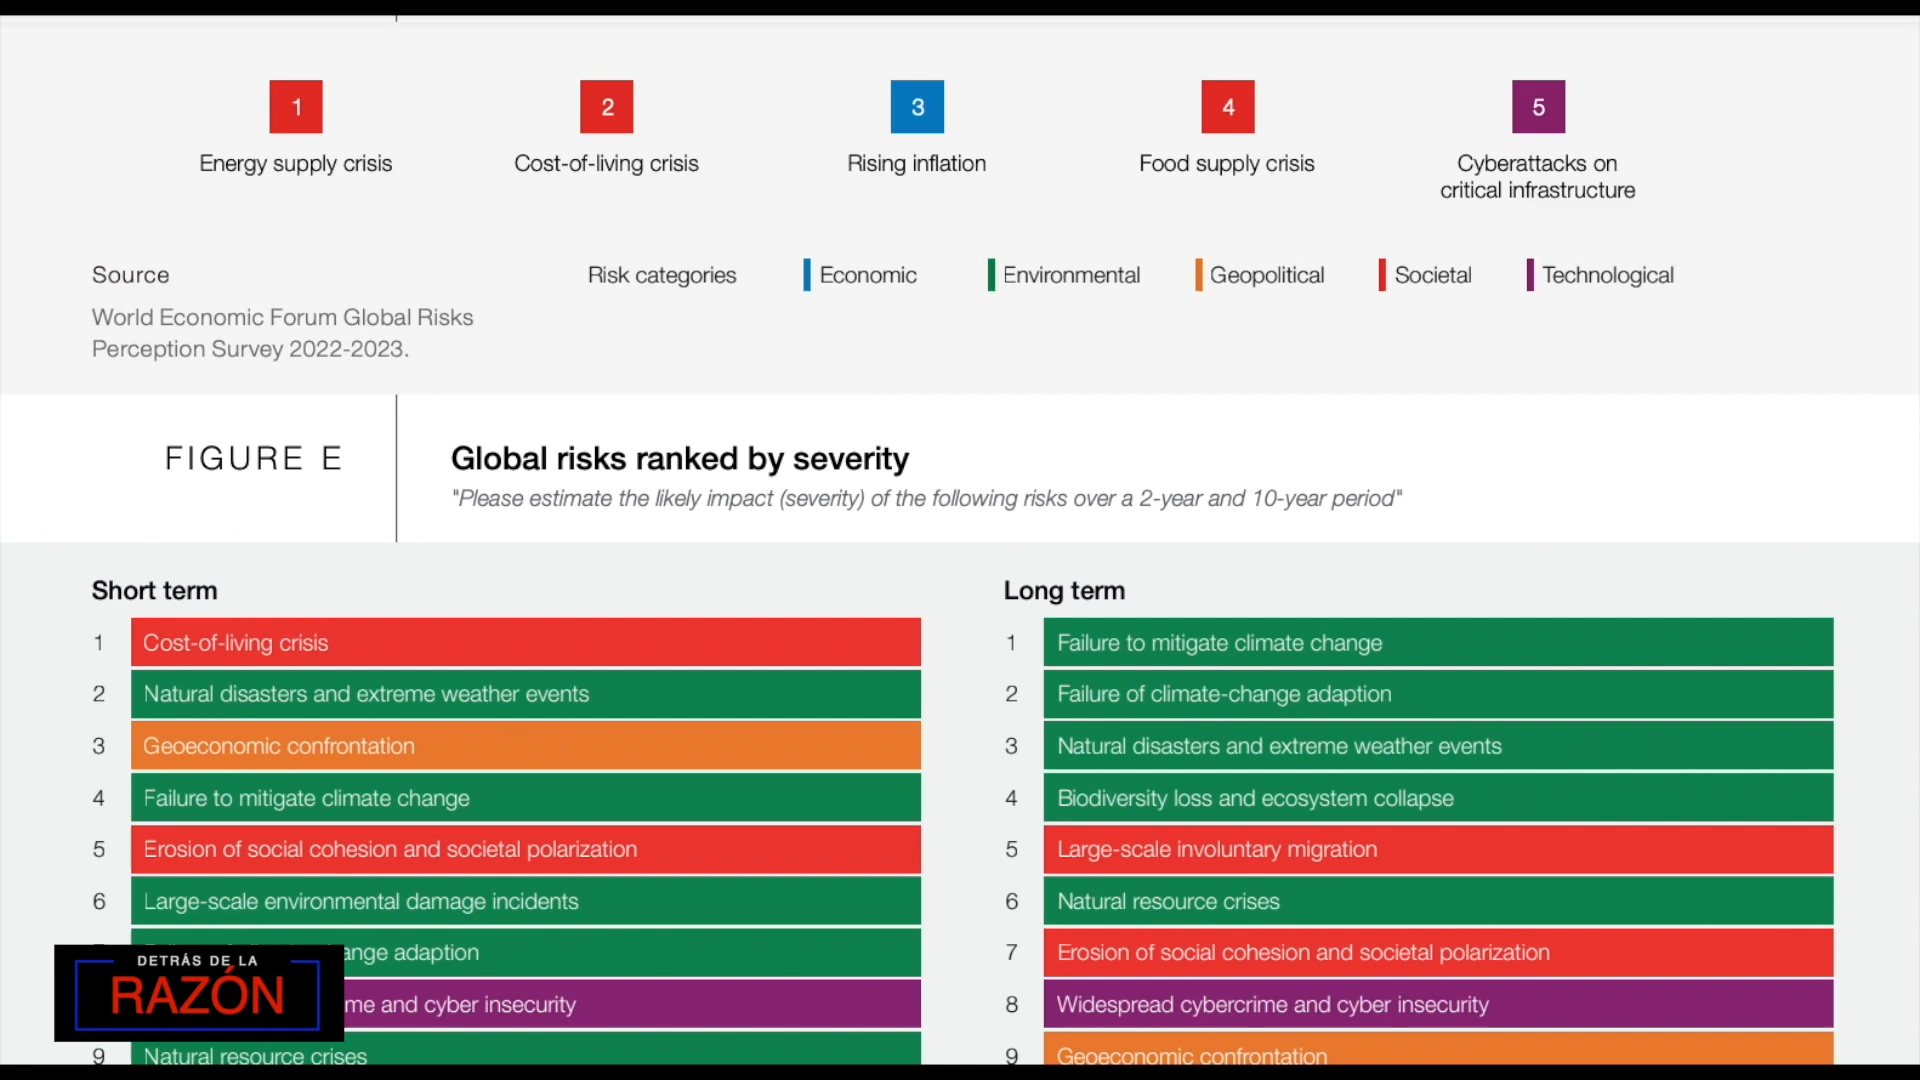 1
2
3
4
5
Energy supply crisis
Cost-of-living crisis
Rising inflation
Food supply crisis
Cyberattacks on
critical infrastructure
Source
World Economic Forum Global Risks
Perception Survey 2022-2023.
Risk categories
Economic
Environmental
Geopolitical
Societal
Technological
FIGURE E
Global risks ranked by severity
"Please estimate the likely impact (severity) of the following risks over a 2-year and 10-year period"
Short term
1 Cost-of-living crisis
2 Natural disasters and extreme weather events
3 Geoeconomic confrontation
4 Failure to mitigate climate change
5 Erosion of social cohesion and societal polarization
6 Large-scale environmental damage incidents
adaption
and cyber insecurity
9 Natural resource crises
Long term
1 Failure to mitigate climate change
2 Failure of climate-change adaption
3 Natural disasters and extreme weather events
4 Biodiversity loss and ecosystem collapse
5 Large-scale involuntary migration
6 Natural resource crises
7 Erosion of social cohesion and societal polarization
8 Widespread cybercrime and cyber insecurity
9 Geoeconomic confrontation
DETRÁS DE LA
RAZÓN